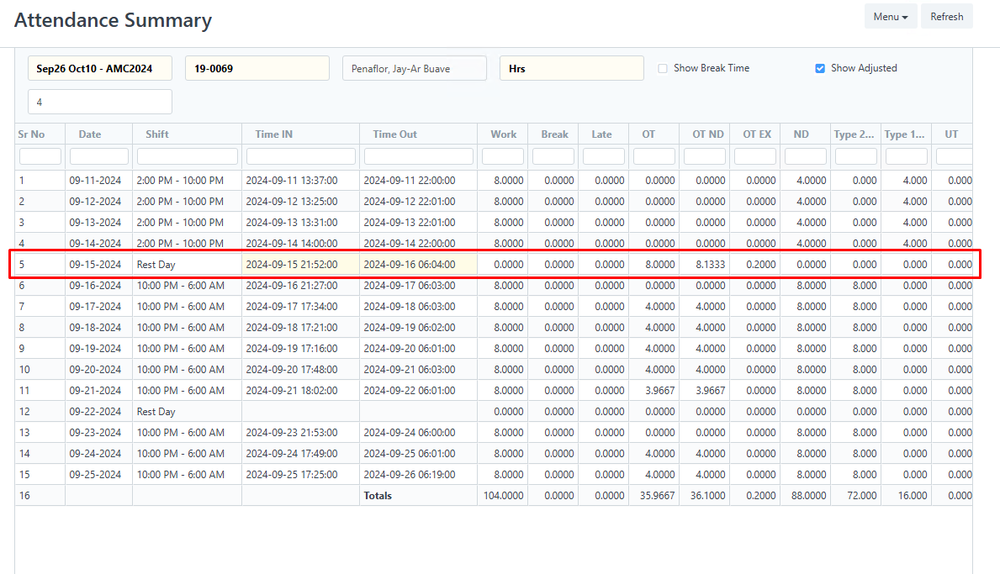 Attendance Summary
Menu Refresh
Sep26 Oct10 - AMC2024 19-0069 Penaflor, Jay-Ar Buave Hrs Show Break Time Show Adjusted
4
Sr No Date Shift Time IN Time Out Work Break Late OT OT ND OT EX ND Type 2... Type 1... UT
1 09-11-2024 2:00 PM - 10:00 PM 2024-09-11 13:37:00 2024-09-11 22:00:00 8.0000 0.0000 0.0000 0.0000 0.0000 0.0000 4.0000 0.000 4.000 0.000
2 09-12-2024 2:00 PM - 10:00 PM 2024-09-12 13:25:00 2024-09-12 22:01:00 8.0000 0.0000 0.0000 0.0000 0.0000 0.0000 4.0000 0.000 4.000 0.000
3 09-13-2024 2:00 PM - 10:00 PM 2024-09-13 13:31:00 2024-09-13 22:01:00 8.0000 0.0000 0.0000 0.0000 0.0000 0.0000 4.0000 0.000 4.000 0.000
4 09-14-2024 2:00 PM - 10:00 PM 2024-09-14 14:00:00 2024-09-14 22:00:00 8.0000 0.0000 0.0000 0.0000 0.0000 0.0000 4.0000 0.000 4.000 0.000
5 09-15-2024 Rest Day 2024-09-15 21:52:00 2024-09-16 06:04:00 0.0000 0.0000 0.0000 8.0000 8.1333 0.2000 0.0000 0.000 0.000 0.000
6 09-16-2024 10:00 PM - 6:00 AM 2024-09-16 21:27:00 2024-09-17 06:03:00 8.0000 0.0000 0.0000 0.0000 0.0000 0.0000 8.0000 8.000 0.000 0.000
7 09-17-2024 10:00 PM - 6:00 AM 2024-09-17 17:34:00 2024-09-18 06:03:00 8.0000 0.0000 0.0000 4.0000 4.0000 0.0000 8.0000 8.000 0.000 0.000
8 09-18-2024 10:00 PM - 6:00 AM 2024-09-18 17:21:00 2024-09-19 06:02:00 8.0000 0.0000 0.0000 4.0000 4.0000 0.0000 8.0000 8.000 0.000 0.000
9 09-19-2024 10:00 PM - 6:00 AM 2024-09-19 17:16:00 2024-09-20 06:01:00 8.0000 0.0000 0.0000 4.0000 4.0000 0.0000 8.0000 8.000 0.000 0.000
10 09-20-2024 10:00 PM - 6:00 AM 2024-09-20 17:48:00 2024-09-21 06:03:00 8.0000 0.0000 0.0000 4.0000 4.0000 0.0000 8.0000 8.000 0.000 0.000
11 09-21-2024 10:00 PM - 6:00 AM 2024-09-21 18:02:00 2024-09-22 06:01:00 8.0000 0.0000 0.0000 3.9667 3.9667 0.0000 8.0000 8.000 0.000 0.000
12 09-22-2024 Rest Day 0.0000 0.0000 0.0000 0.0000 0.0000 0.0000 0.0000 0.000 0.000 0.000
13 09-23-2024 10:00 PM - 6:00 AM 2024-09-23 21:53:00 2024-09-24 06:00:00 8.0000 0.0000 0.0000 0.0000 0.0000 0.0000 8.0000 8.000 0.000 0.000
14 09-24-2024 10:00 PM - 6:00 AM 2024-09-24 17:49:00 2024-09-25 06:01:00 8.0000 0.0000 0.0000 4.0000 4.0000 0.0000 8.0000 8.000 0.000 0.000
15 09-25-2024 10:00 PM - 6:00 AM 2024-09-25 17:25:00 2024-09-26 06:19:00 8.0000 0.0000 0.0000 4.0000 4.0000 0.0000 8.0000 8.000 0.000 0.000
16 Totals 104.0000 0.0000 0.0000 35.9667 36.1000 0.2000 88.0000 72.000 16.000 0.000